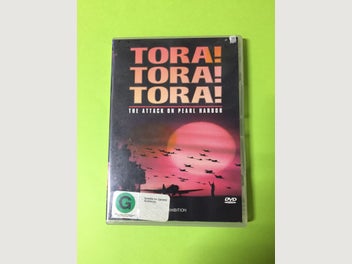 TORA!
TORA!
TORA!
THE ATTACK ON PEARL HARBOR
G
DVD